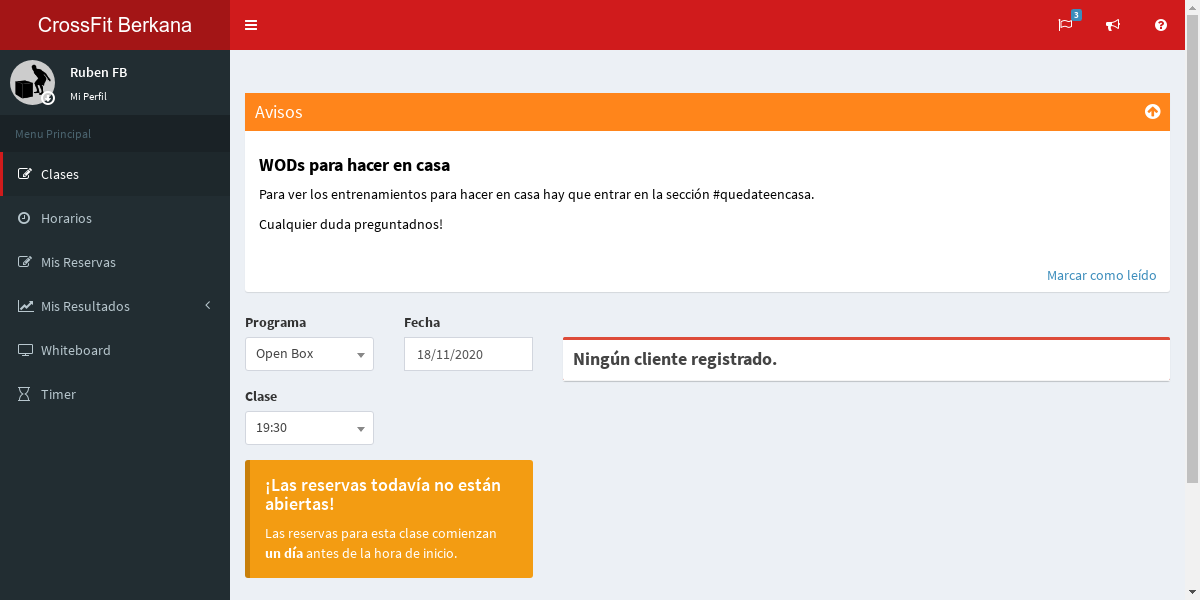 CrossFit Berkana
3
Ruben FB
Mi Perfil
Menu Principal
Clases
Horarios
Mis Reservas
Mis Resultados
Whiteboard
Timer
Avisos
WODs para hacer en casa
Para ver los entrenamientos para hacer en casa hay que entrar en la sección #quedateencasa.
Cualquier duda preguntadnos!
Marcar como leído
Programa
Fecha
Open Box
18/11/2020
Ningún cliente registrado.
Clase
19:30
¡Las reservas todavía no están
abiertas!
Las reservas para esta clase comienzan
un día antes de la hora de inicio.